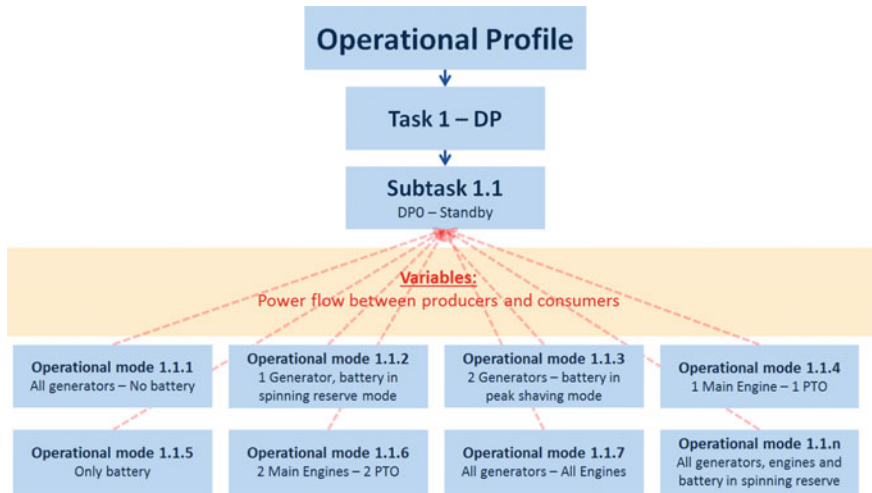 Operational Profile
Task 1 – DP
Subtask 1.1
DP0 – Standby
Variables:
Power flow between producers and consumers
Operational mode 1.1.1
All generators – No battery
Operational mode 1.1.2
1 Generator, battery in
spinning reserve mode
Operational mode 1.1.3
2 Generators – battery in
peak shaving mode
Operational mode 1.1.4
1 Main Engine – 1 PTO
Operational mode 1.1.5
Only battery
Operational mode 1.1.6
2 Main Engines – 2 PTO
Operational mode 1.1.7
All generators – All Engines
Operational mode 1.1.n
All generators, engines and
battery in spinning reserve